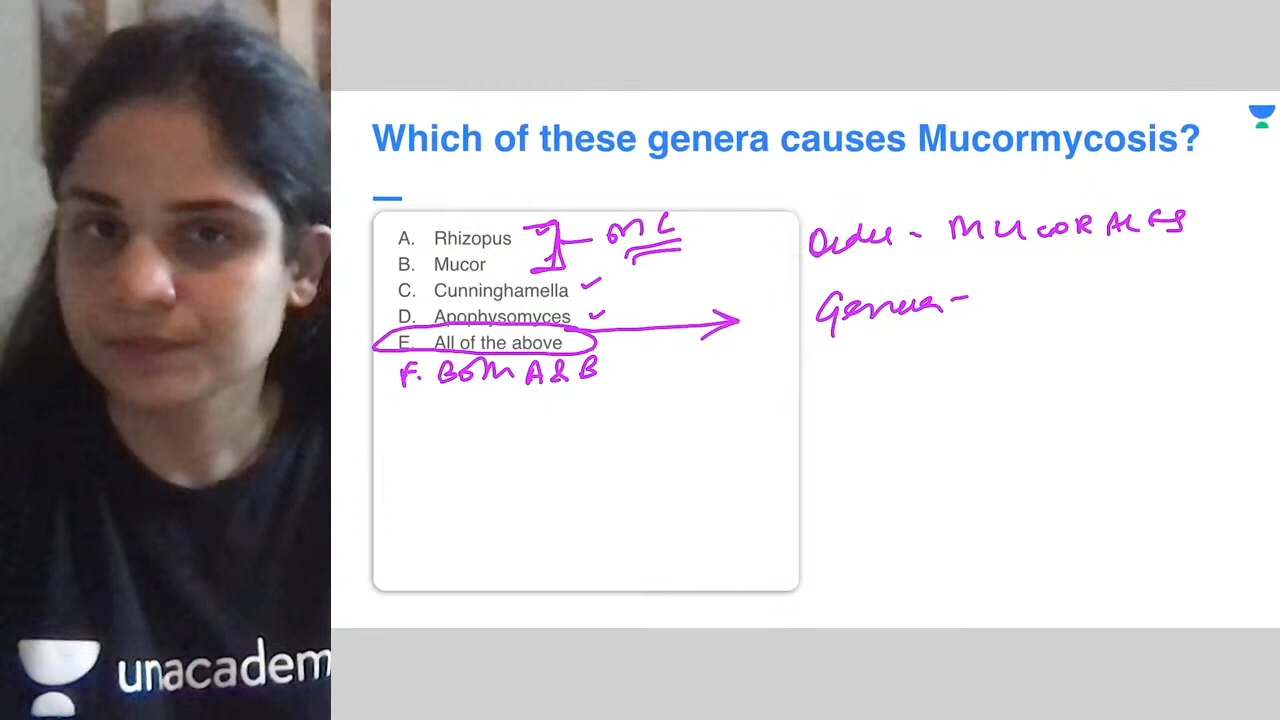 Which of these genera causes Mucormycosis?
A. Rhizopus
B. Mucor
C. Cunninghamella
D. Apophysomyces
E. All of the above
F. BOTH A & B
MC
Order - MUCORALES
Genera -
unacadem